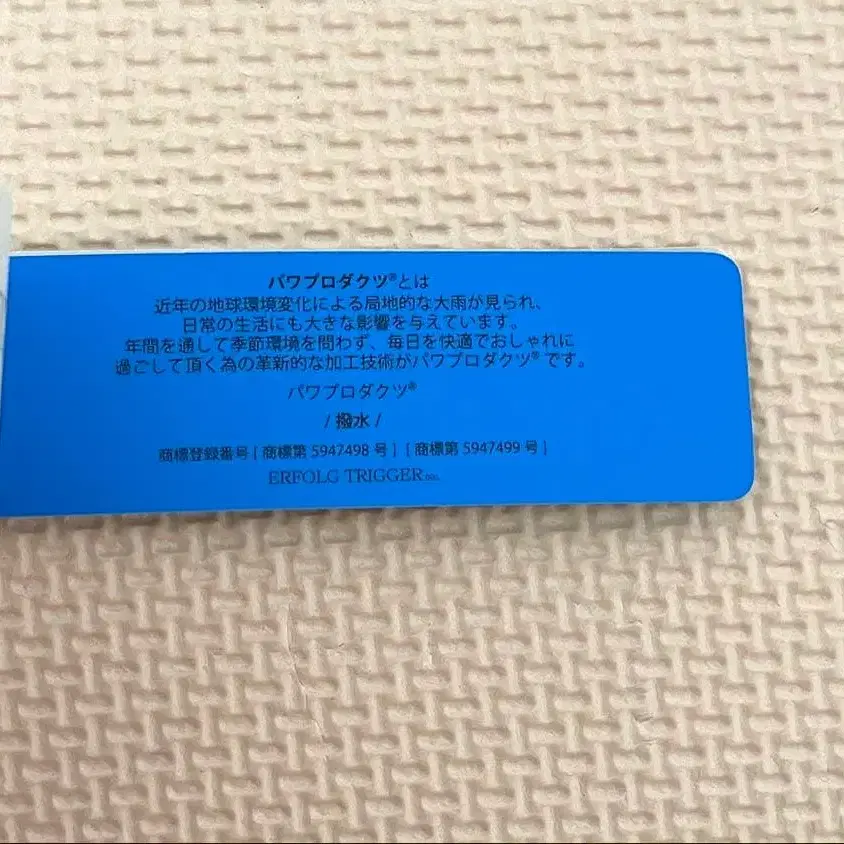 パワプロダクツ®とは
近年の地球環境変化による局地的な大雨が見られ、
日常の生活にも大きな影響を与えています。
年間を通して季節環境を問わず、毎日を快適でおしゃれに
過ごして頂く為の革新的な加工技術がパワプロダクツ®です。
パワプロダクツ®
/ 撥水 /
商標登録番号 [ 商標第 5947498 号 ] [ 商標第 5947499 号 ]
ERFOLG TRIGGER INC.